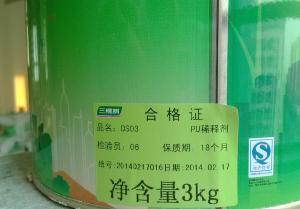 三棵树
合格证
品名: DS03 PU稀释剂
检验员: 06 保质期: 18个月
批号: 20140217016 日期: 2014.02.17
净含量3kg